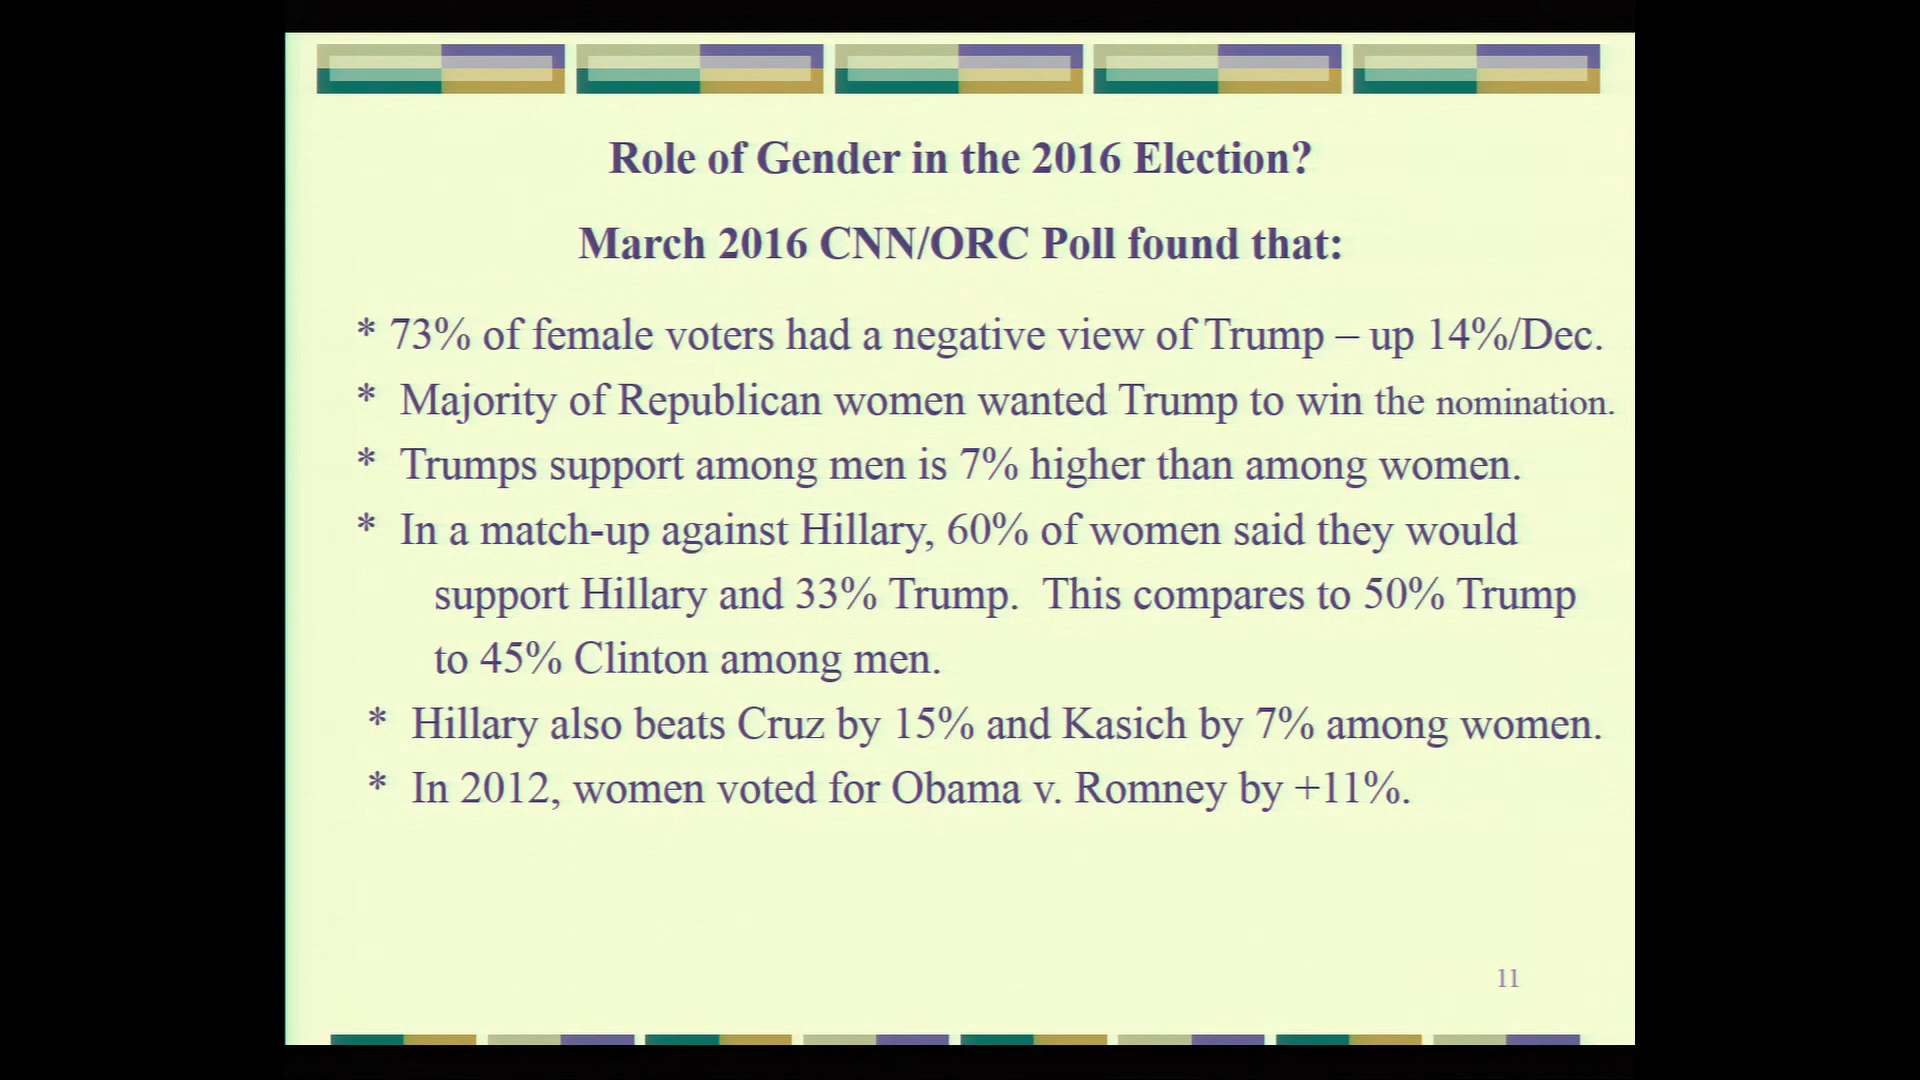 Role of Gender in the 2016 Election?
March 2016 CNN/ORC Poll found that:
* 73% of female voters had a negative view of Trump – up 14%/Dec.
* Majority of Republican women wanted Trump to win the nomination.
* Trumps support among men is 7% higher than among women.
* In a match-up against Hillary, 60% of women said they would
support Hillary and 33% Trump. This compares to 50% Trump
to 45% Clinton among men.
* Hillary also beats Cruz by 15% and Kasich by 7% among women.
* In 2012, women voted for Obama v. Romney by +11%.
11